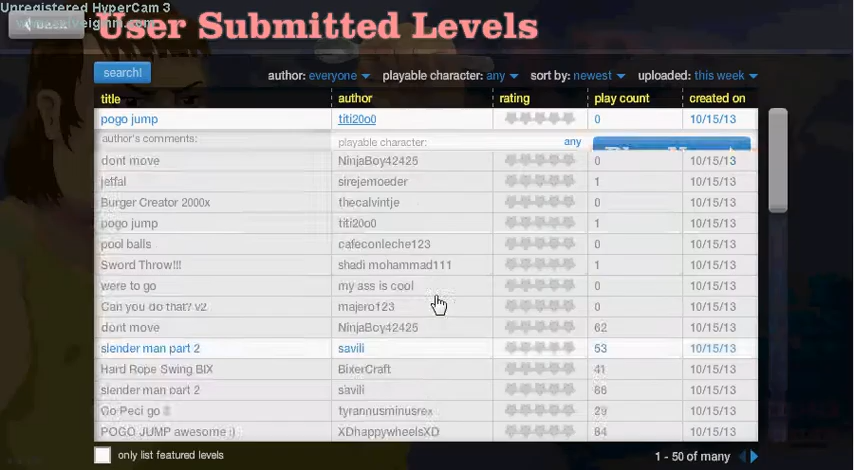 Unregistered HyperCam 3
User Submitted Levels
search!
author: everyone playable character: any sort by: newest uploaded: this week
title author rating play count created on
pogo jump titi20o0 0 10/15/13
author's comments: playable character: any
dont move NinjaBoy42425 0 10/15/13
jetfal sirejemoeder 1 10/15/13
Burger Creator 2000x thecalvintje 0 10/15/13
pogo jump titi20o0 1 10/15/13
pool balls cafeconleche123 0 10/15/13
Sword Throw!!! shadi mohammad111 1 10/15/13
were to go my ass is cool 0 10/15/13
Can you do that? v2 majero123 0 10/15/13
dont move NinjaBoy42425 62 10/15/13
slender man part 2 savili 53 10/15/13
Hard Rope Swing BIX BixerCraft 41 10/15/13
slender man part 2 savili 86 10/15/13
Go Peci go tyrannusminusrex 29 10/15/13
POGO JUMP awesome :) XDhappywheelsXD 84 10/15/13
only list featured levels 1 - 50 of many